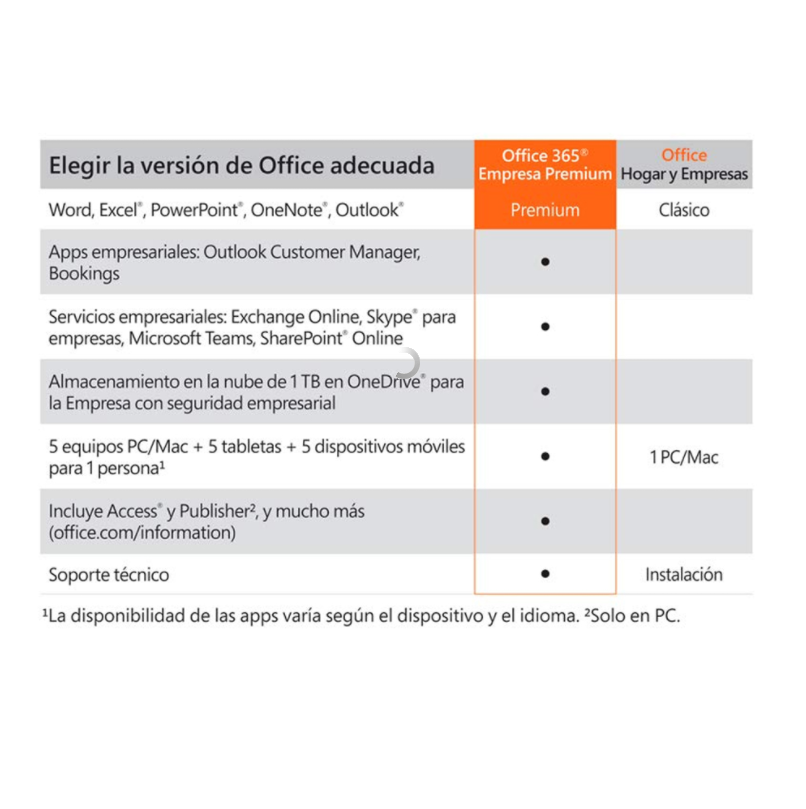 Elegir la versión de Office adecuada
Office 365®
Empresa Premium
Office
Hogar y Empresas
Word, Excel®, PowerPoint®, OneNote®, Outlook®
Premium
Clásico
Apps empresariales: Outlook Customer Manager,
Bookings
•
Servicios empresariales: Exchange Online, Skype® para
empresas, Microsoft Teams, SharePoint® Online
•
Almacenamiento en la nube de 1 TB en OneDrive® para
la Empresa con seguridad empresarial
•
5 equipos PC/Mac + 5 tabletas + 5 dispositivos móviles
para 1 persona¹
•
1 PC/Mac
Incluye Access® y Publisher², y mucho más
(office.com/information)
•
Soporte técnico
•
Instalación
¹La disponibilidad de las apps varía según el dispositivo y el idioma. ²Solo en PC.